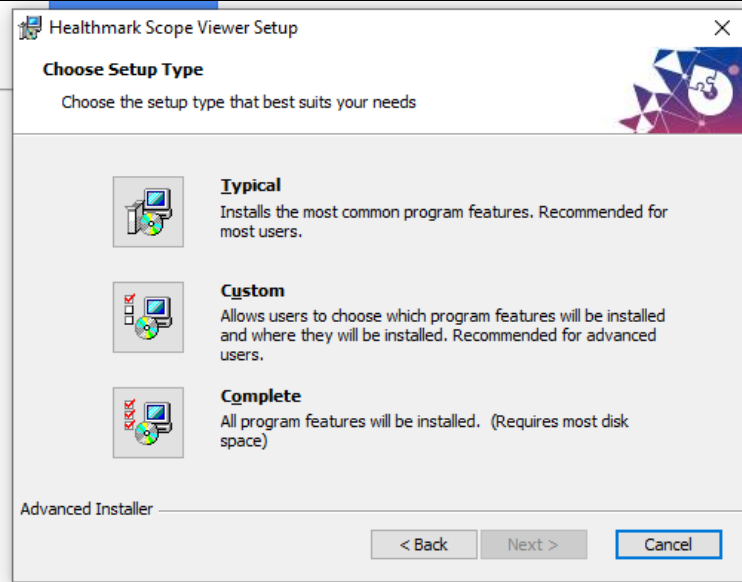 Healthmark Scope Viewer Setup
Choose Setup Type
Choose the setup type that best suits your needs
Typical
Installs the most common program features. Recommended for
most users.
Custom
Allows users to choose which program features will be installed
and where they will be installed. Recommended for advanced
users.
Complete
All program features will be installed.  (Requires most disk
space)
Advanced Installer
< Back
Next >
Cancel